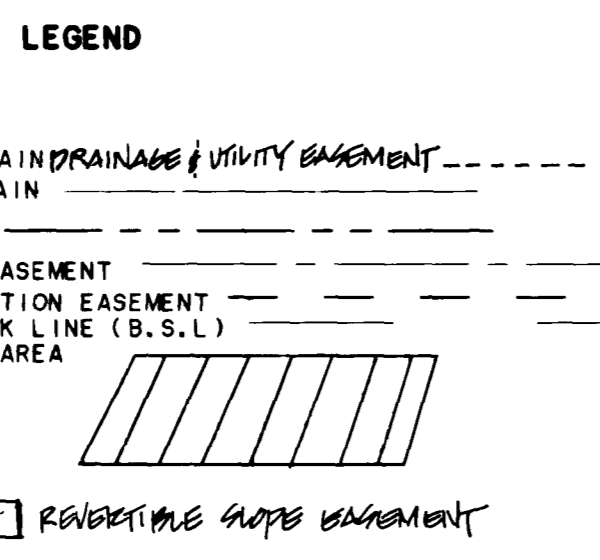 LEGEND
AIN DRAINAGE & UTILITY EASEMENT
AIN
ASEMENT
TION EASEMENT
K LINE (B.S.L)
AREA
REVERTIBLE SLOPE EASEMENT